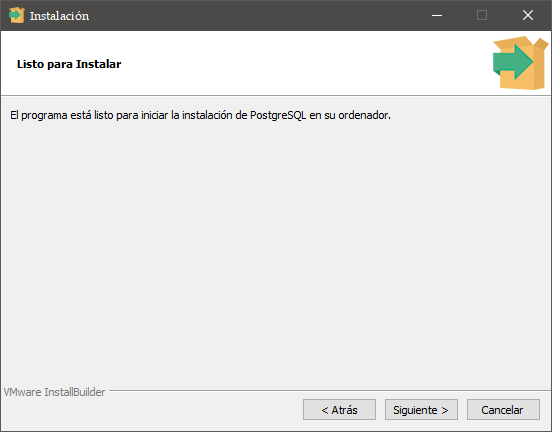 Instalación
Listo para Instalar
El programa está listo para iniciar la instalación de PostgreSQL en su ordenador.
VMware InstallBuilder
< Atrás
Siguiente >
Cancelar